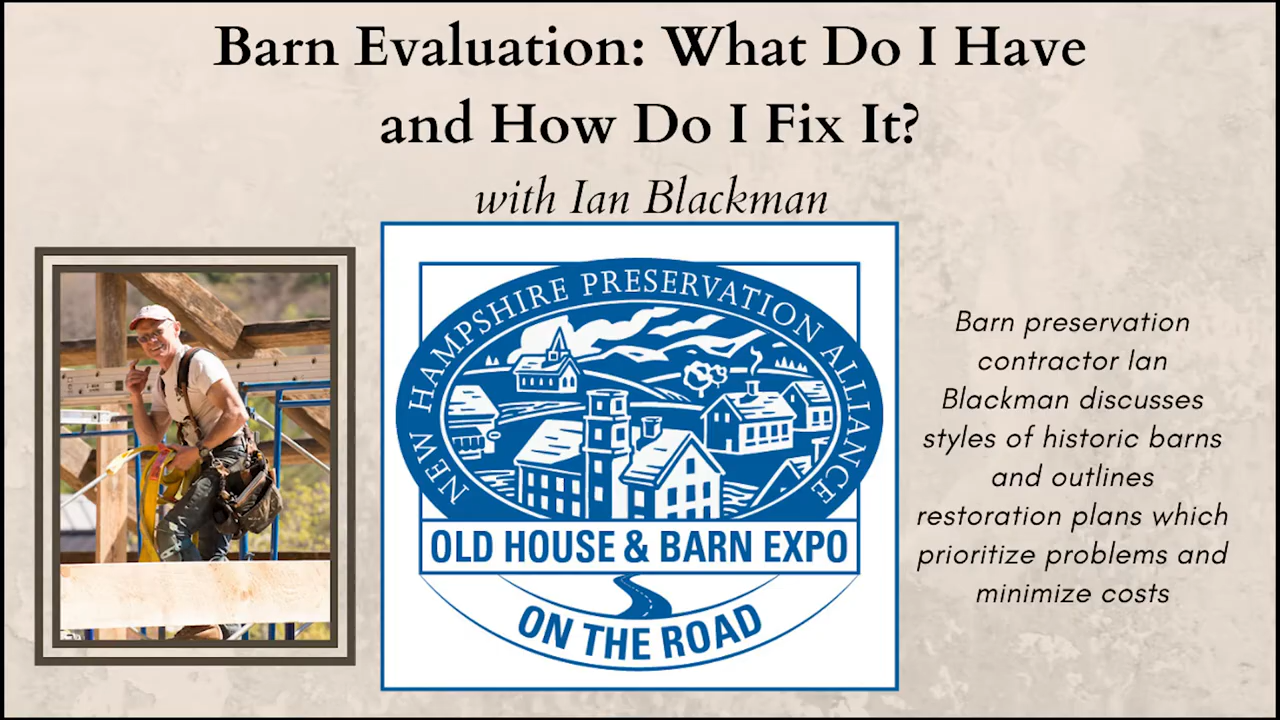 Barn Evaluation: What Do I Have
and How Do I Fix It?
with Ian Blackman
NEW HAMPSHIRE PRESERVATION ALLIANCE
OLD HOUSE & BARN EXPO
ON THE ROAD
Barn preservation
contractor Ian
Blackman discusses
styles of historic barns
and outlines
restoration plans which
prioritize problems and
minimize costs